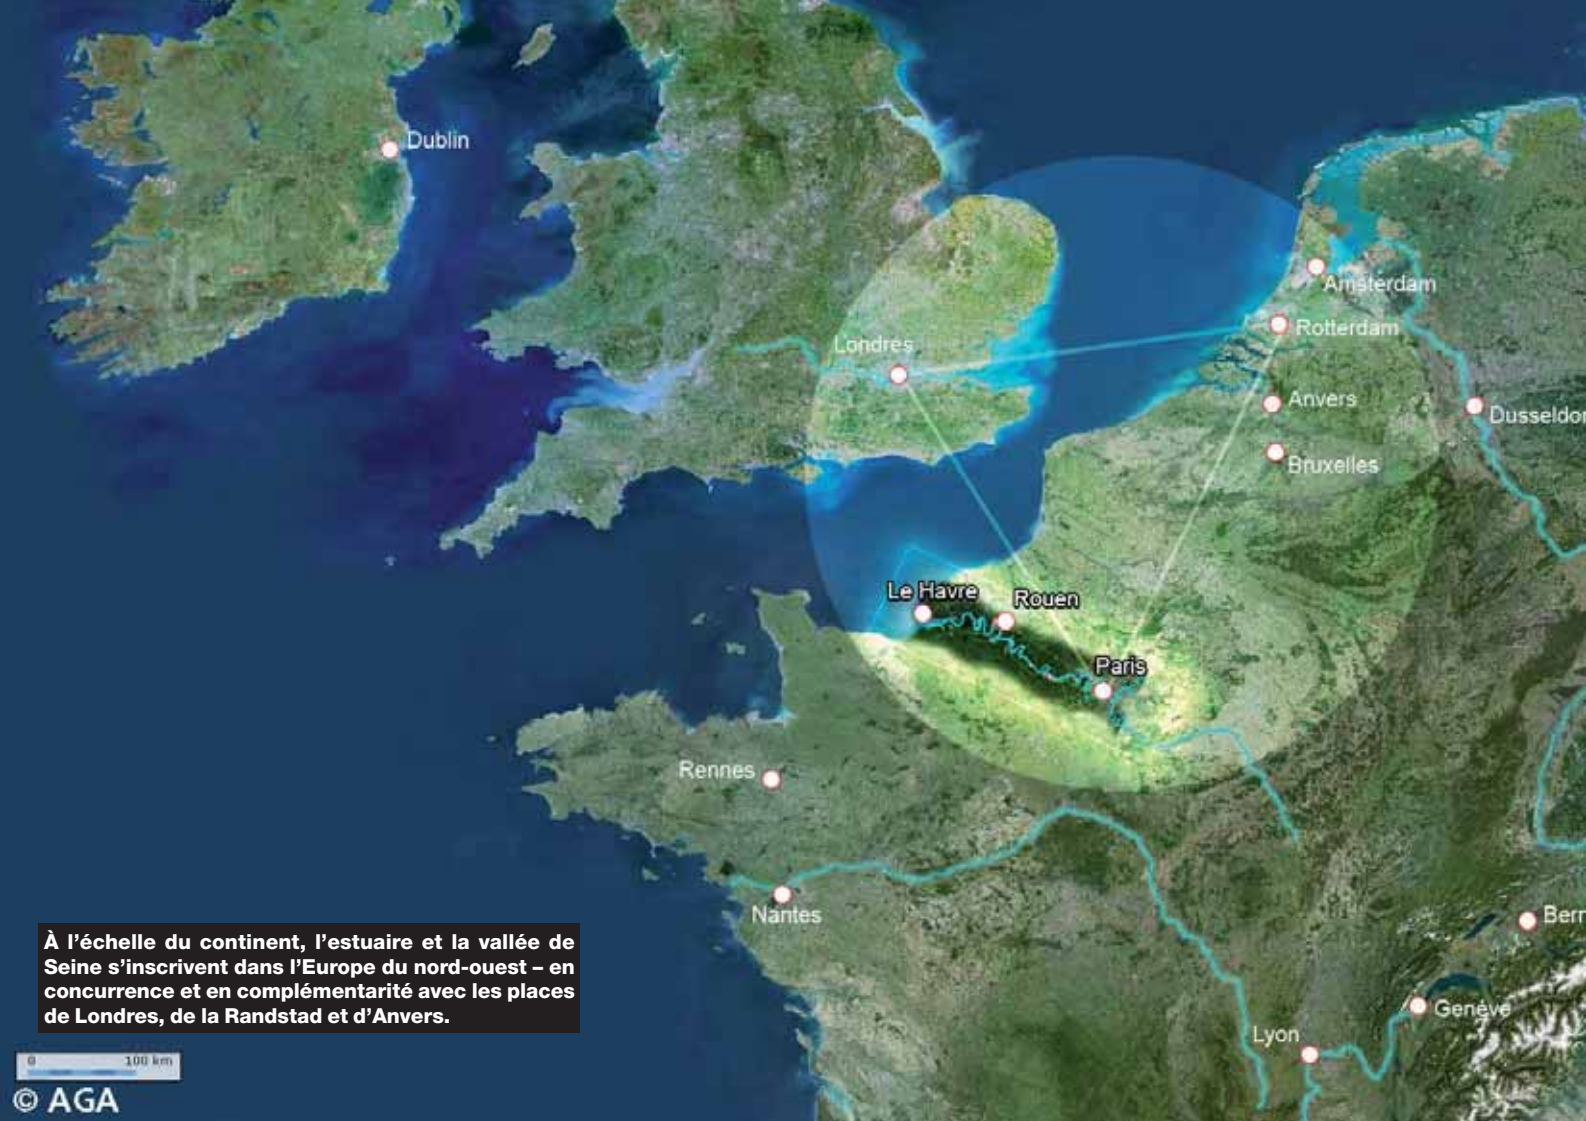 Dublin
Londres
Amsterdam
Rotterdam
Anvers
Dusseldor
Bruxelles
Le Havre
Rouen
Paris
Rennes
Nantes
Bern
Genève
Lyon
À l’échelle du continent, l’estuaire et la vallée de
Seine s’inscrivent dans l’Europe du nord-ouest – en
concurrence et en complémentarité avec les places
de Londres, de la Randstad et d’Anvers.
0 100 km
© AGA